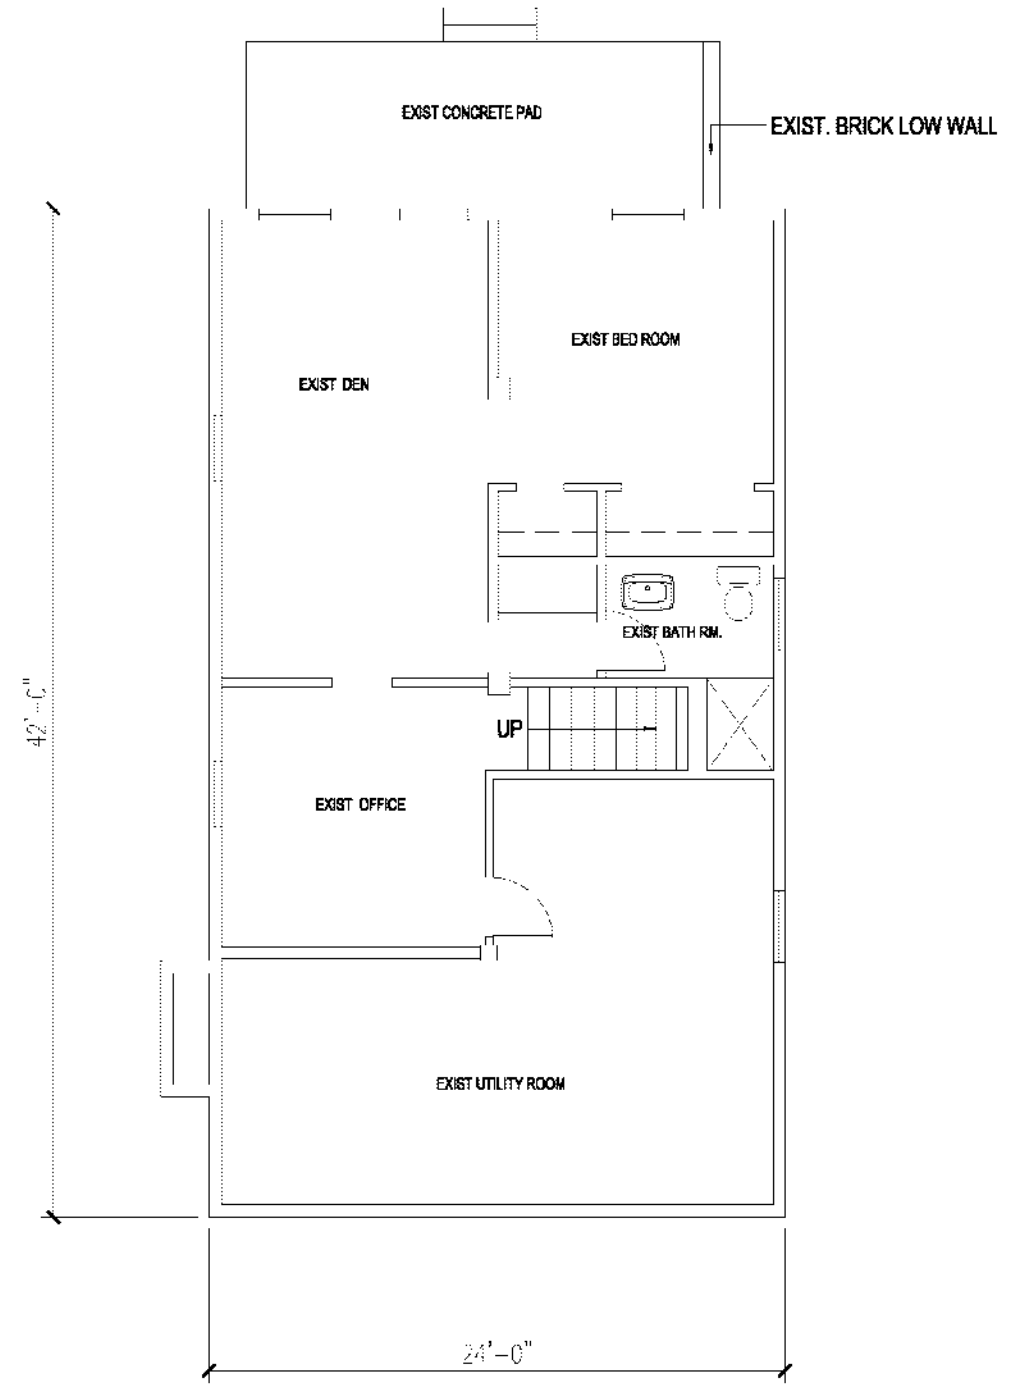 EXIST CONCRETE PAD
EXIST. BRICK LOW WALL
EXIST BED ROOM
EXIST DEN
EXIST BATH RM.
42'-0"
UP
EXIST OFFICE
EXIST UTILITY ROOM
24'-0"